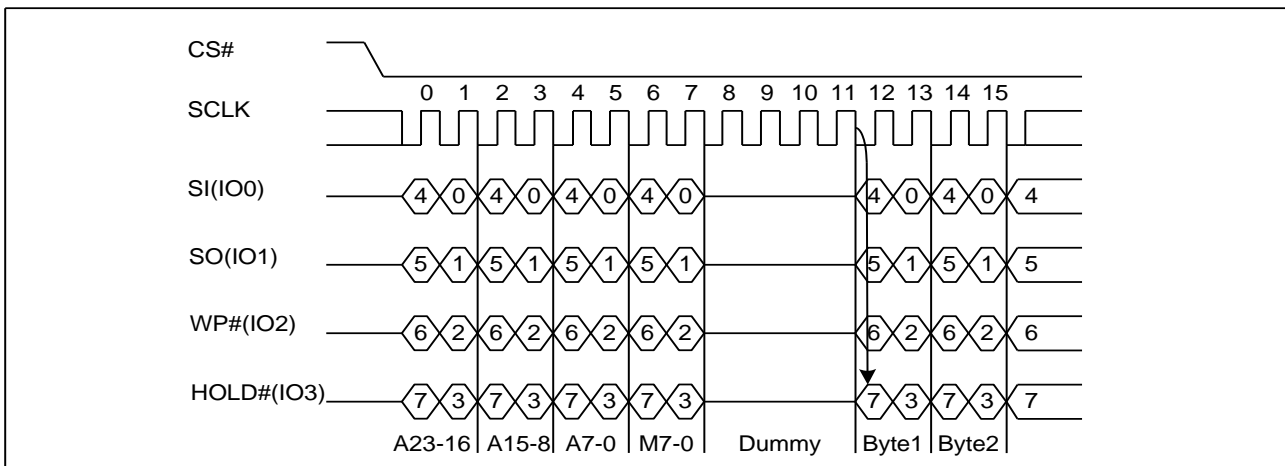 CS#
0 1 2 3 4 5 6 7 8 9 10 11 12 13 14 15
SCLK
SI(IO0) 4 0 4 0 4 0 4 0 4 0 4 0 4
SO(IO1) 5 1 5 1 5 1 5 1 5 1 5 1 5
WP#(IO2) 6 2 6 2 6 2 6 2 6 2 6 2 6
HOLD#(IO3) 7 3 7 3 7 3 7 3 7 3 7 3 7
A23-16 A15-8 A7-0 M7-0 Dummy Byte1 Byte2